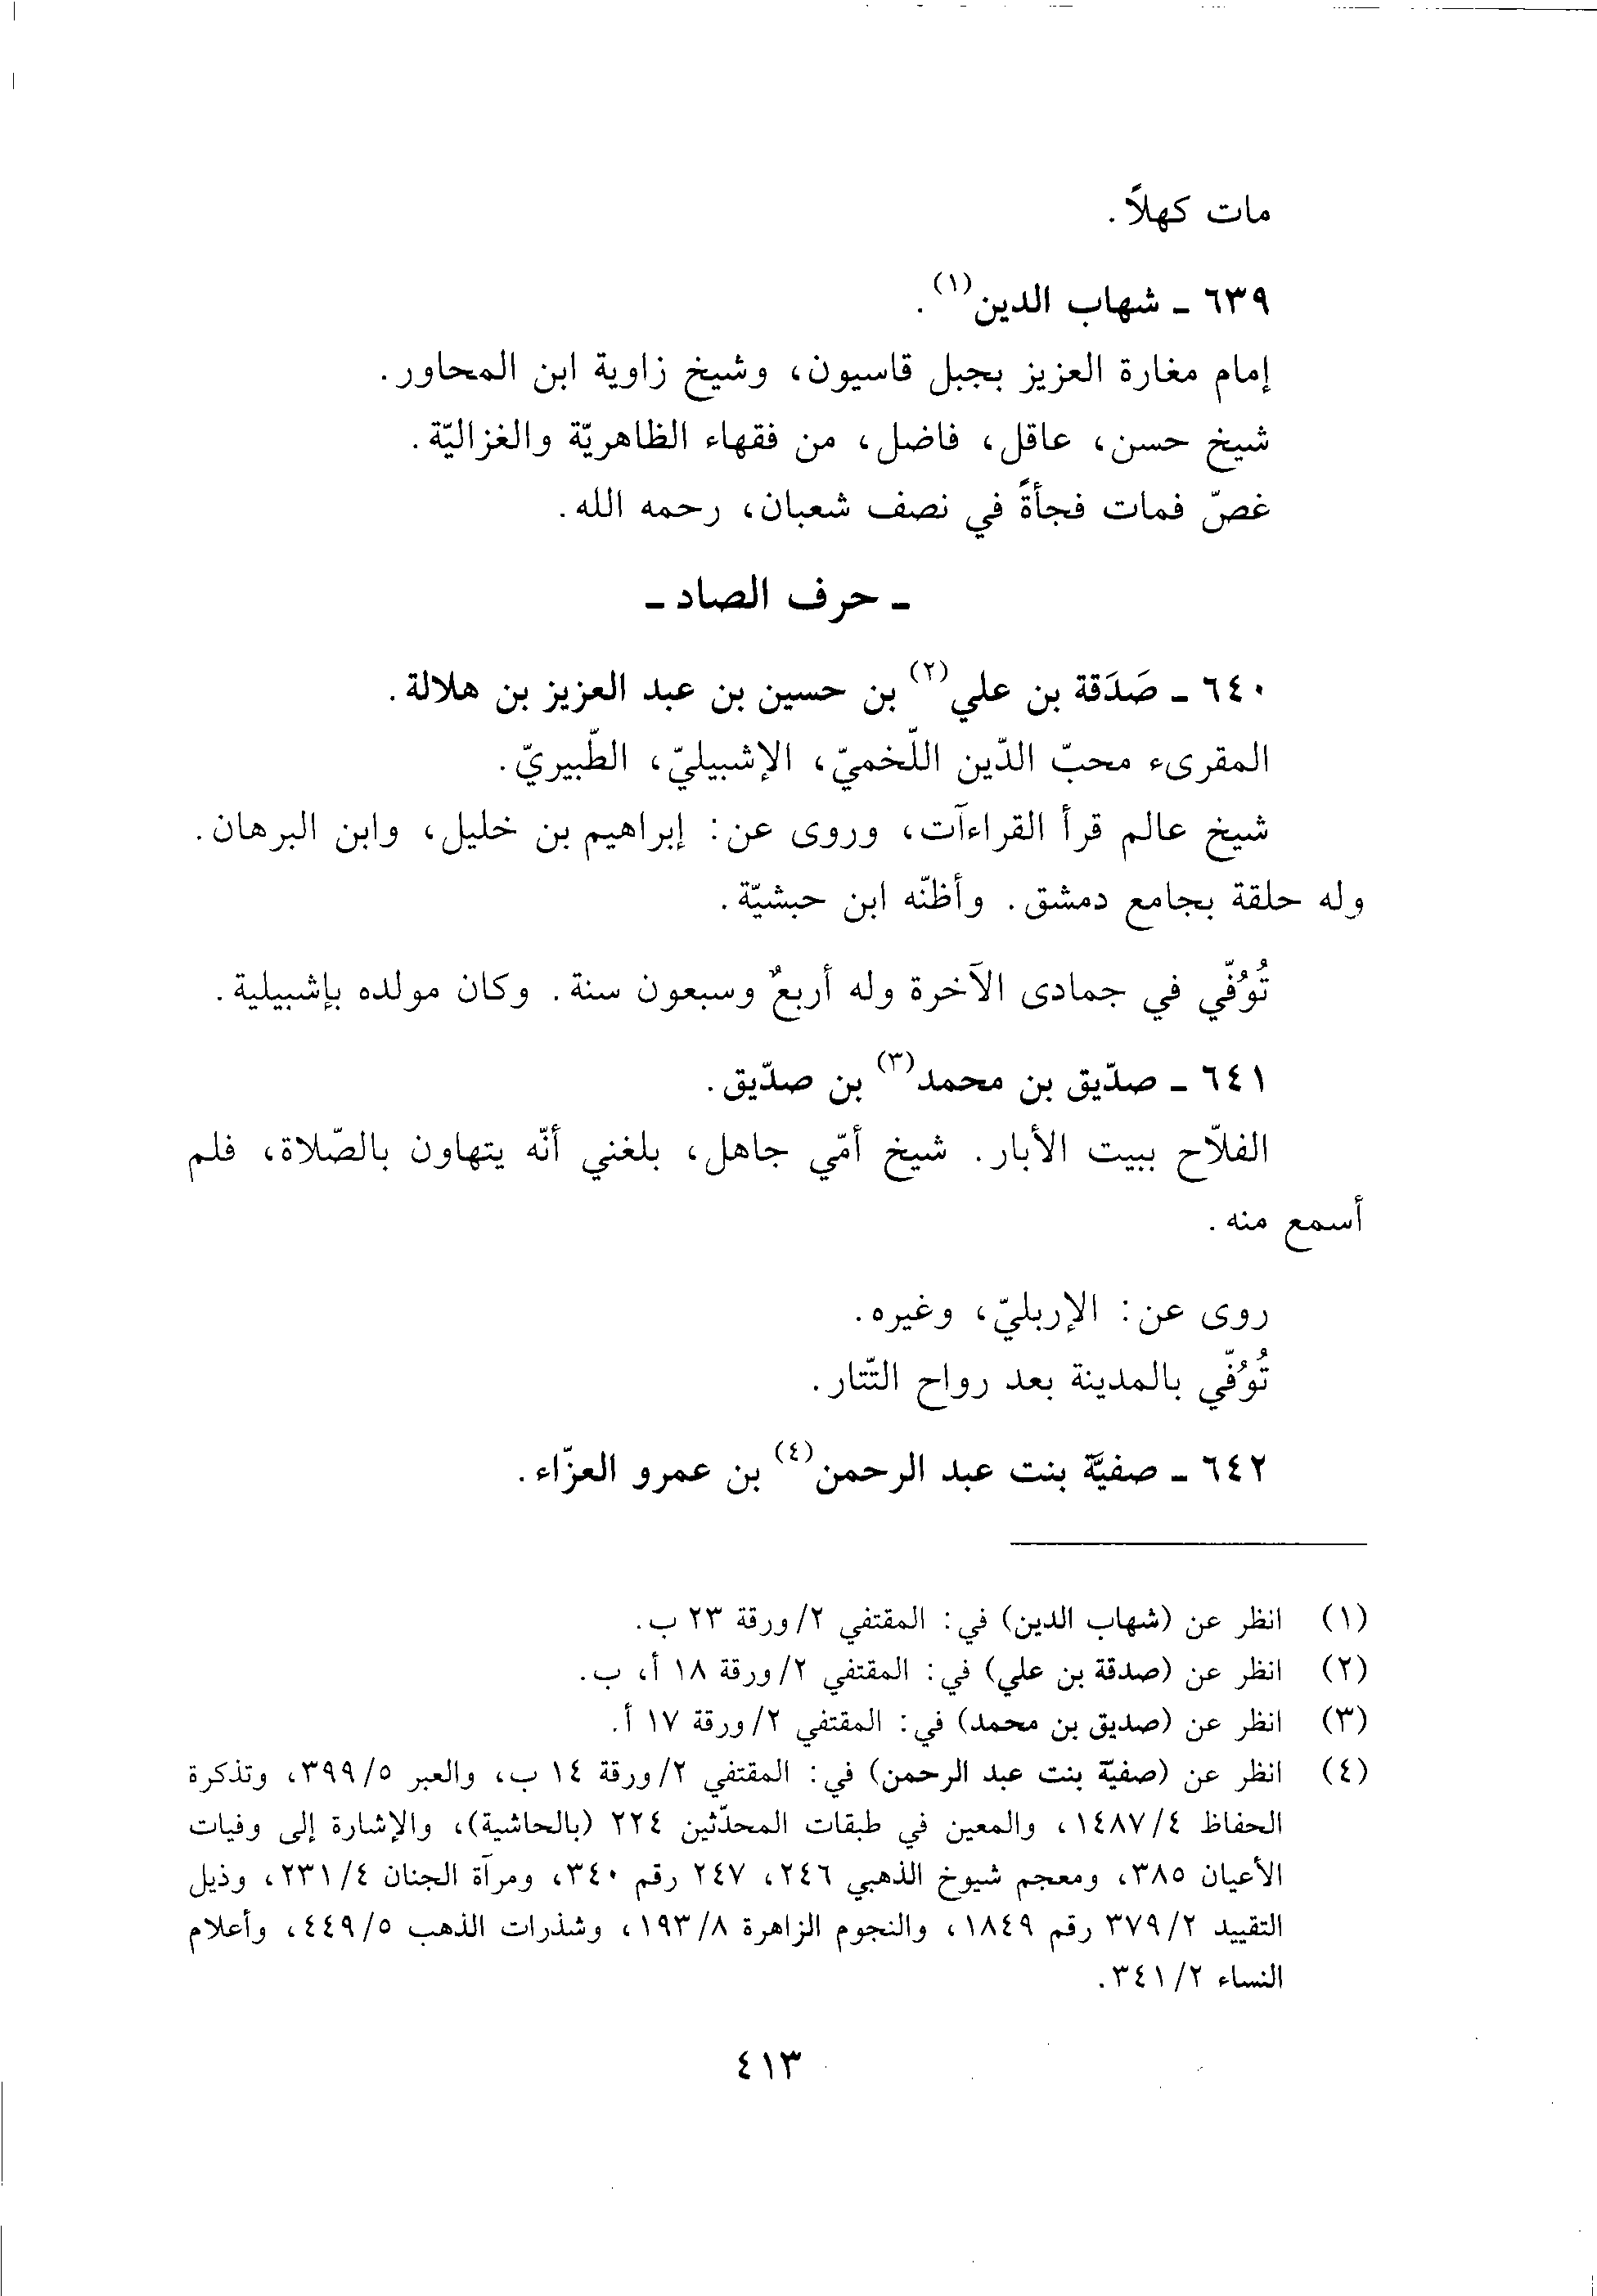 مات كهلاً.
٦٣٩ - شهاب الدين(١).
إمام مغارة العزيز بجبل قاسيون، وشيخ زاوية ابن المحاور.
شيخ حسن، عاقل، فاضل، من فقهاء الظاهريّة والغزاليّة.
غصّ فمات فجأةً في نصف شعبان، رحمه الله.
- حرف الصاد -
٦٤٠ - صَدَقة بن علي(٢) بن حسين بن عبد العزيز بن هلالة.
المقرىء محبّ الدّين اللّخميّ، الإشبيليّ، الطّبيريّ.
شيخ عالم قرأ القراءآت، وروى عن: إبراهيم بن خليل، وابن البرهان.
وله حلقة بجامع دمشق. وأظنّه ابن حبشيّة.
تُوُفّي في جمادى الآخرة وله أربعٌ وسبعون سنة. وكان مولده بإشبيلية.
٦٤١ - صدّيق بن محمد(٣) بن صدّيق.
الفلاّح ببيت الأبار. شيخ أمّي جاهل، بلغني أنّه يتهاون بالصّلاة، فلم
أسمع منه.
روى عن: الإربليّ، وغيره.
تُوُفّي بالمدينة بعد رواح التّتار.
٦٤٢ - صفيّة بنت عبد الرحمن(٤) بن عمرو العزّاء.
(١) انظر عن (شهاب الدين) في: المقتفي ٢/ورقة ٢٣ ب.
(٢) انظر عن (صدقة بن علي) في: المقتفي ٢/ورقة ١٨ أ، ب.
(٣) انظر عن (صديق بن محمد) في: المقتفي ٢/ورقة ١٧ أ.
(٤) انظر عن (صفيّة بنت عبد الرحمن) في: المقتفي ٢/ورقة ١٤ ب، والعبر ٣٩٩/٥، وتذكرة
الحفاظ ١٤٨٧/٤، والمعين في طبقات المحدّثين ٢٢٤ (بالحاشية)، والإشارة إلى وفيات
الأعيان ٣٨٥، ومعجم شيوخ الذهبي ٢٤٦، ٢٤٧ رقم ٣٤٠، ومرآة الجنان ٢٣١/٤، وذيل
التقييد ٣٧٩/٢ رقم ١٨٤٩، والنجوم الزاهرة ١٩٣/٨، وشذرات الذهب ٤٤٩/٥، وأعلام
النساء ٣٤١/٢.
٤١٣